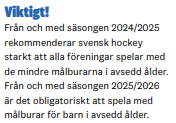 Viktigt!
Från och med säsongen 2024/2025
rekommenderar svensk hockey
starkt att alla föreningar spelar med
de mindre målburarna i avsedd ålder.
Från och med säsongen 2025/2026
är det obligatoriskt att spela med
målburar för barn i avsedd ålder.